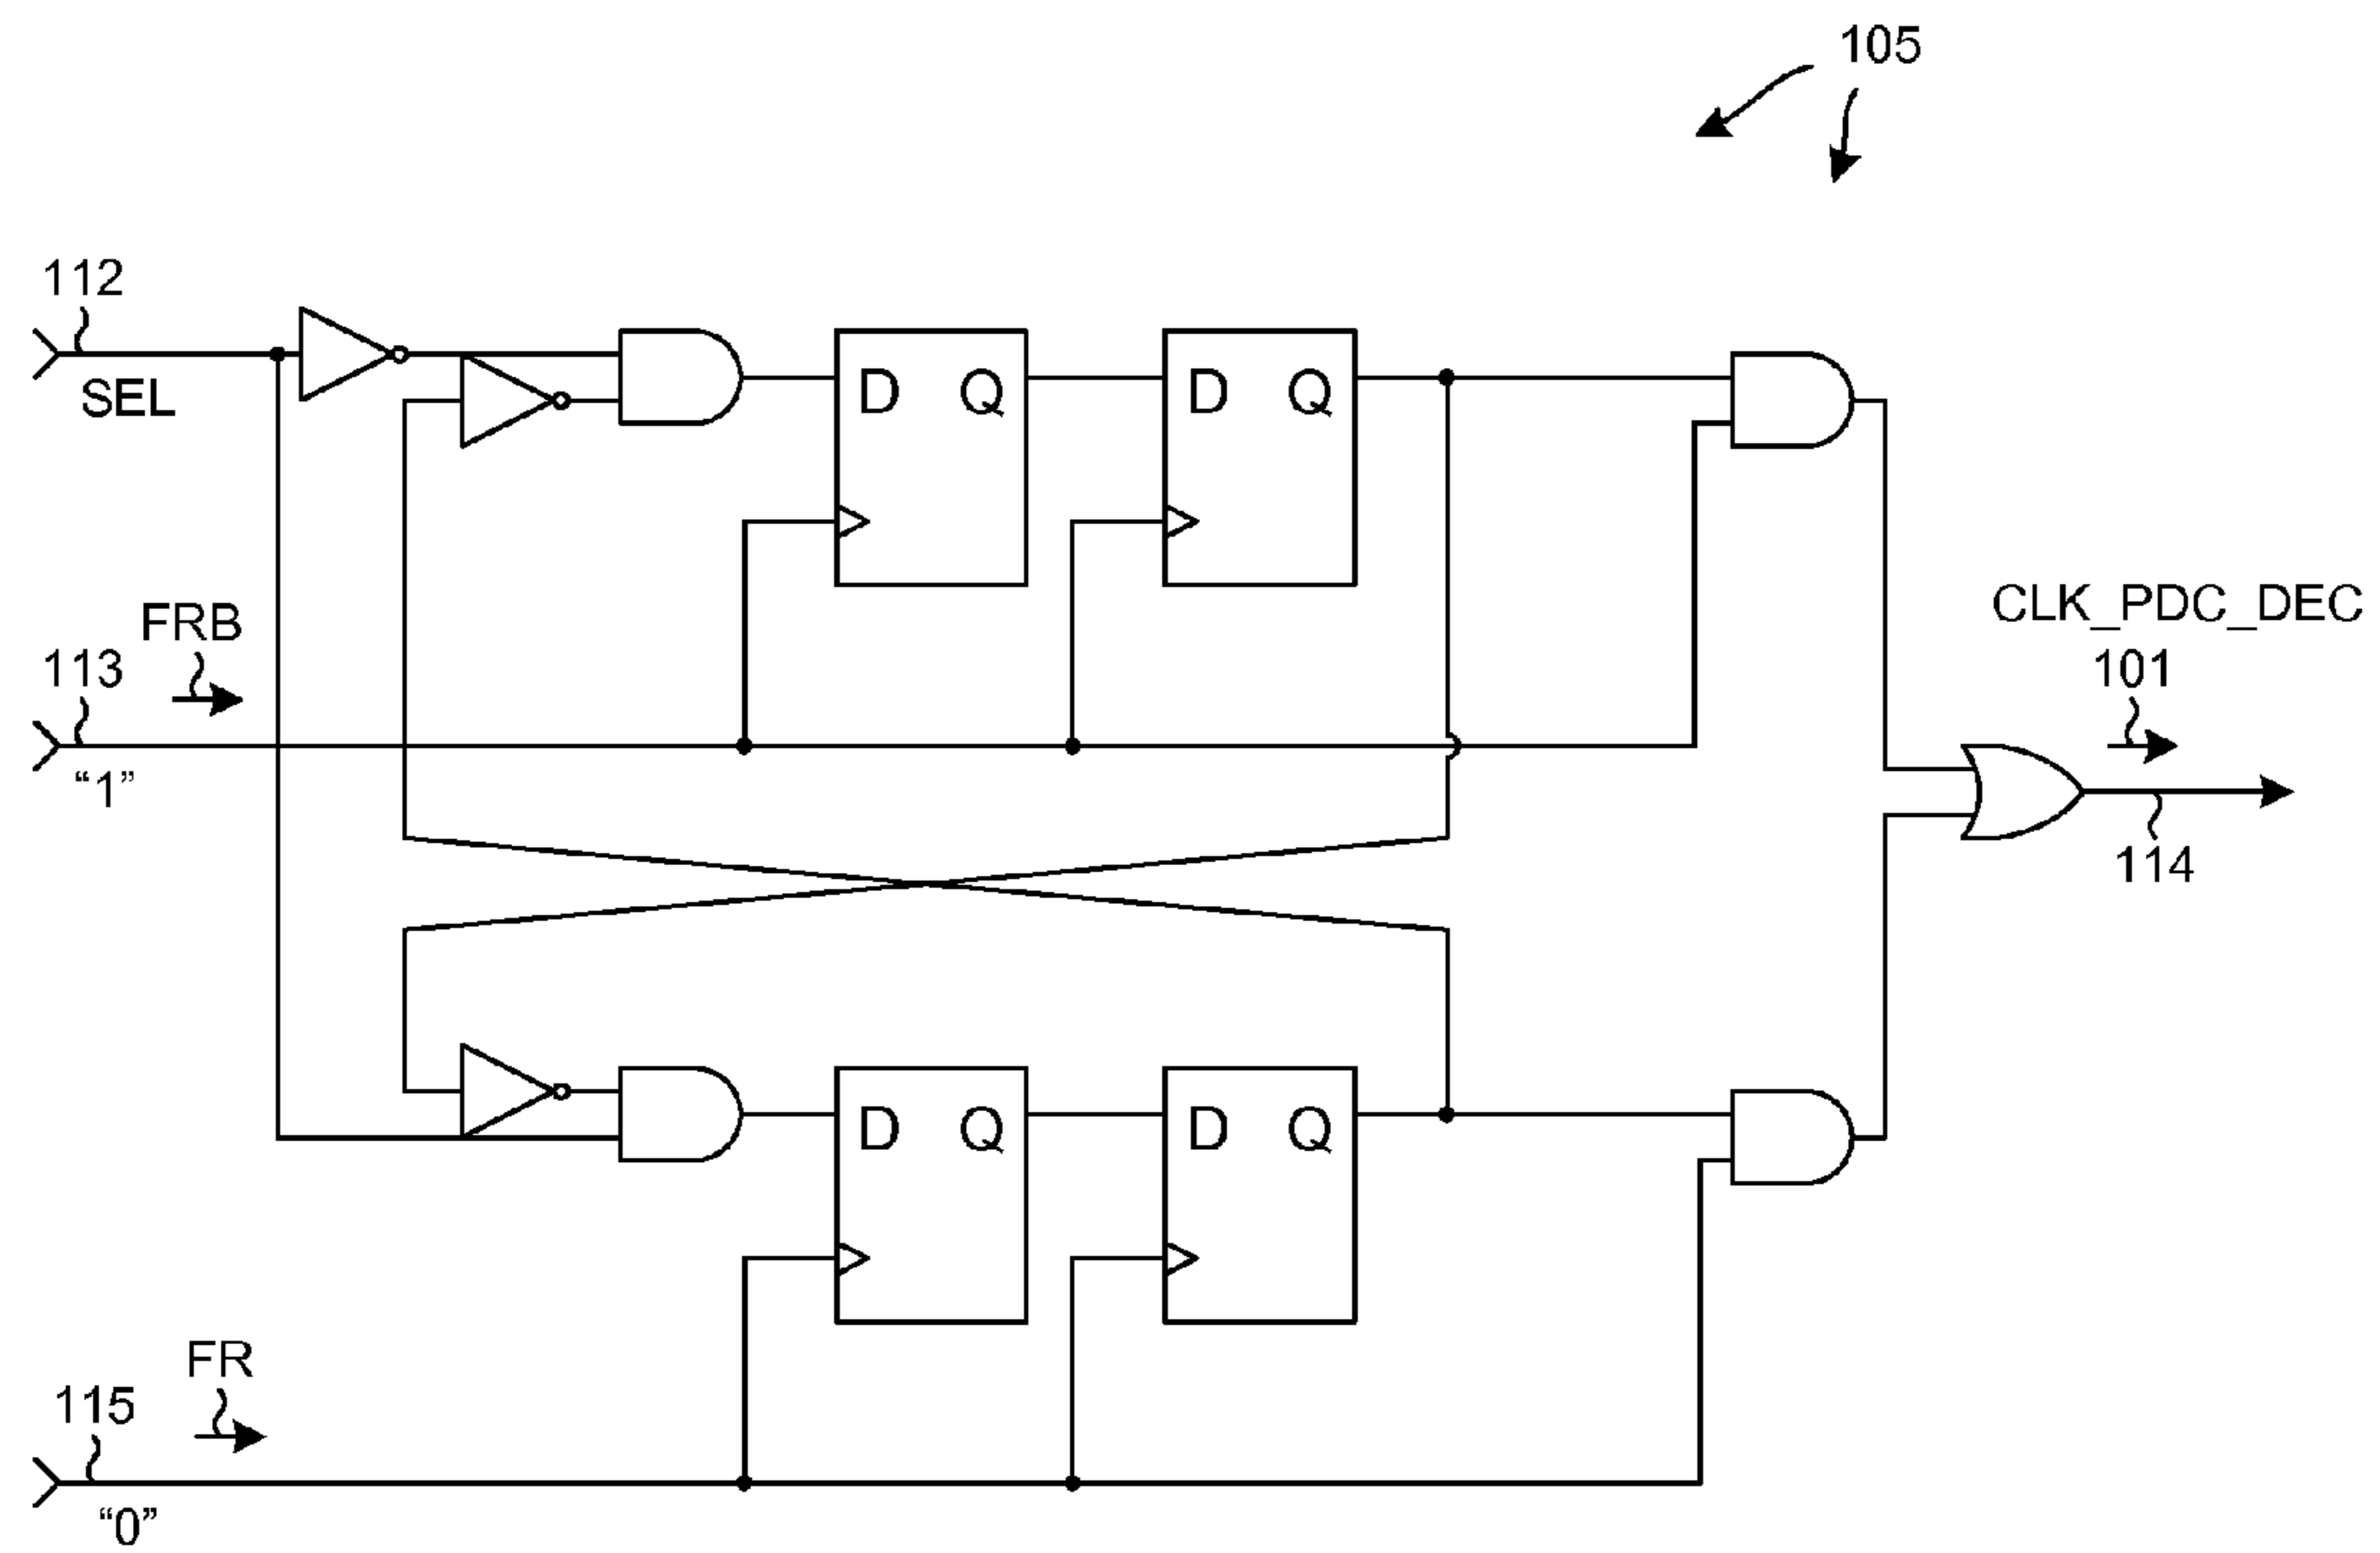 105
112
SEL
D Q
D Q
FRB
113
"1"
CLK_PDC_DEC
101
114
D Q
D Q
FR
115
"0"